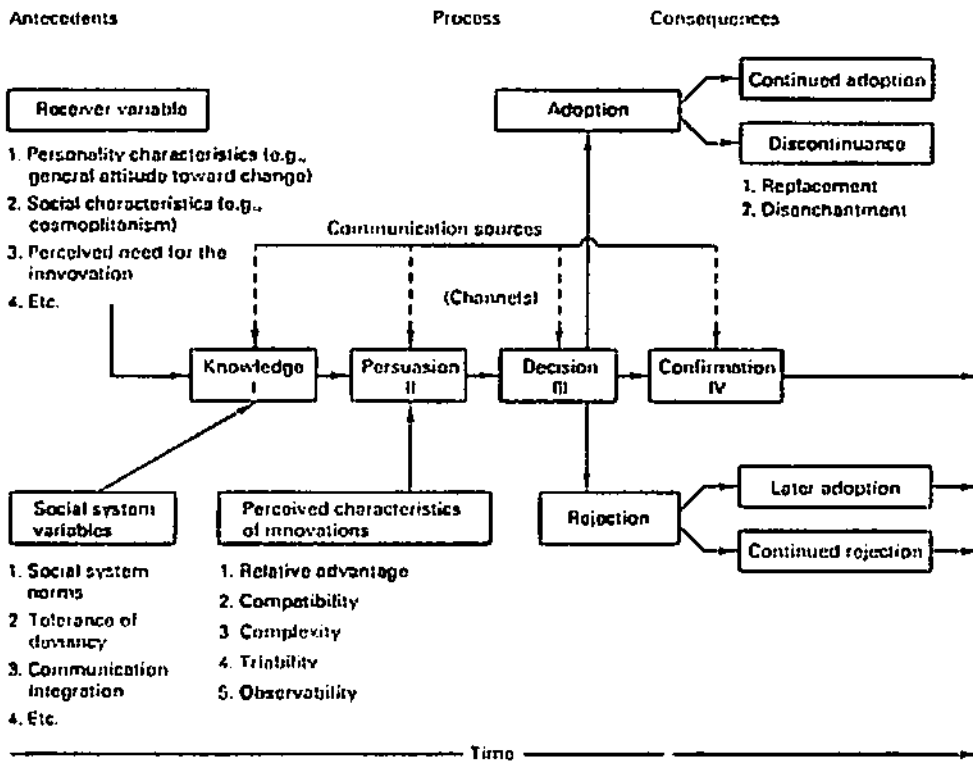 Antecedents
Process
Consequences
Receiver variable
1. Personality characteristics (e.g.,
general attitude toward change)
2. Social characteristics (e.g.,
cosmoplitanism)
3. Perceived need for the
innvovation
4. Etc.
Adoption
Continued adoption
Discontinuance
1. Replacement
2. Disenchantment
Communication sources
(Channels)
Knowledge
I
Persuasion
II
Decision
III
Confirmation
IV
Social system
variables
1. Social system
norms
2 Tolerance of
deviancy
3. Communication
integration
4. Etc.
Perceived characteristics
of innovations
1. Relative advantage
2. Compatibility
3 Complexity
4. Triability
5. Observability
Rejection
Later adoption
Continued rejection
Time